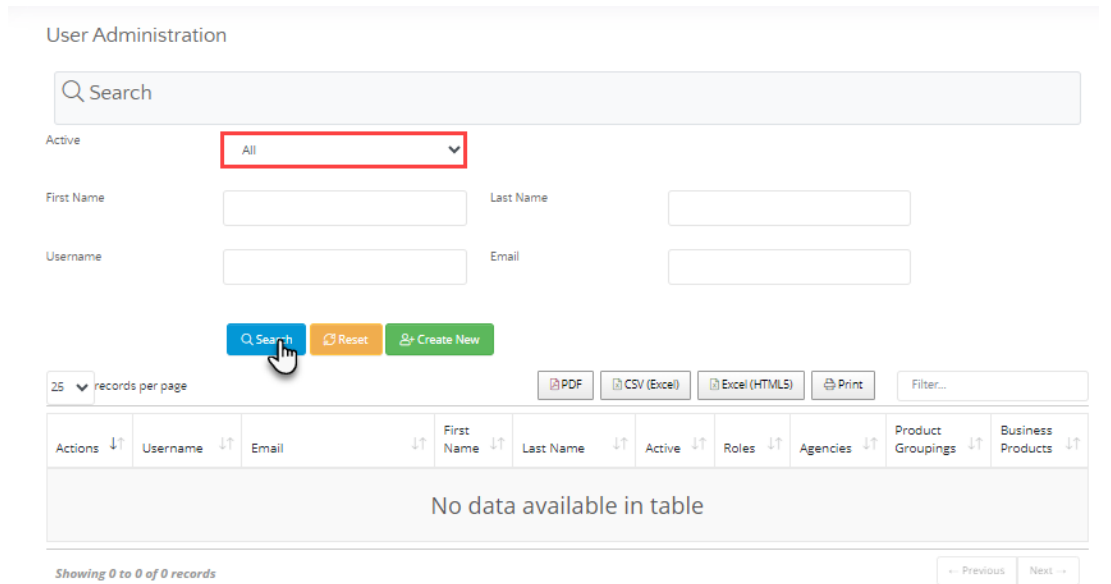 User Administration
Search
Active
All
First Name
Last Name
Username
Email
Search Reset Create New
25 records per page
PDF CSV (Excel) Excel (HTML5) Print Filter...
Actions Username Email First Name Last Name Active Roles Agencies Product Groupings Business Products
No data available in table
Showing 0 to 0 of 0 records
← Previous Next →